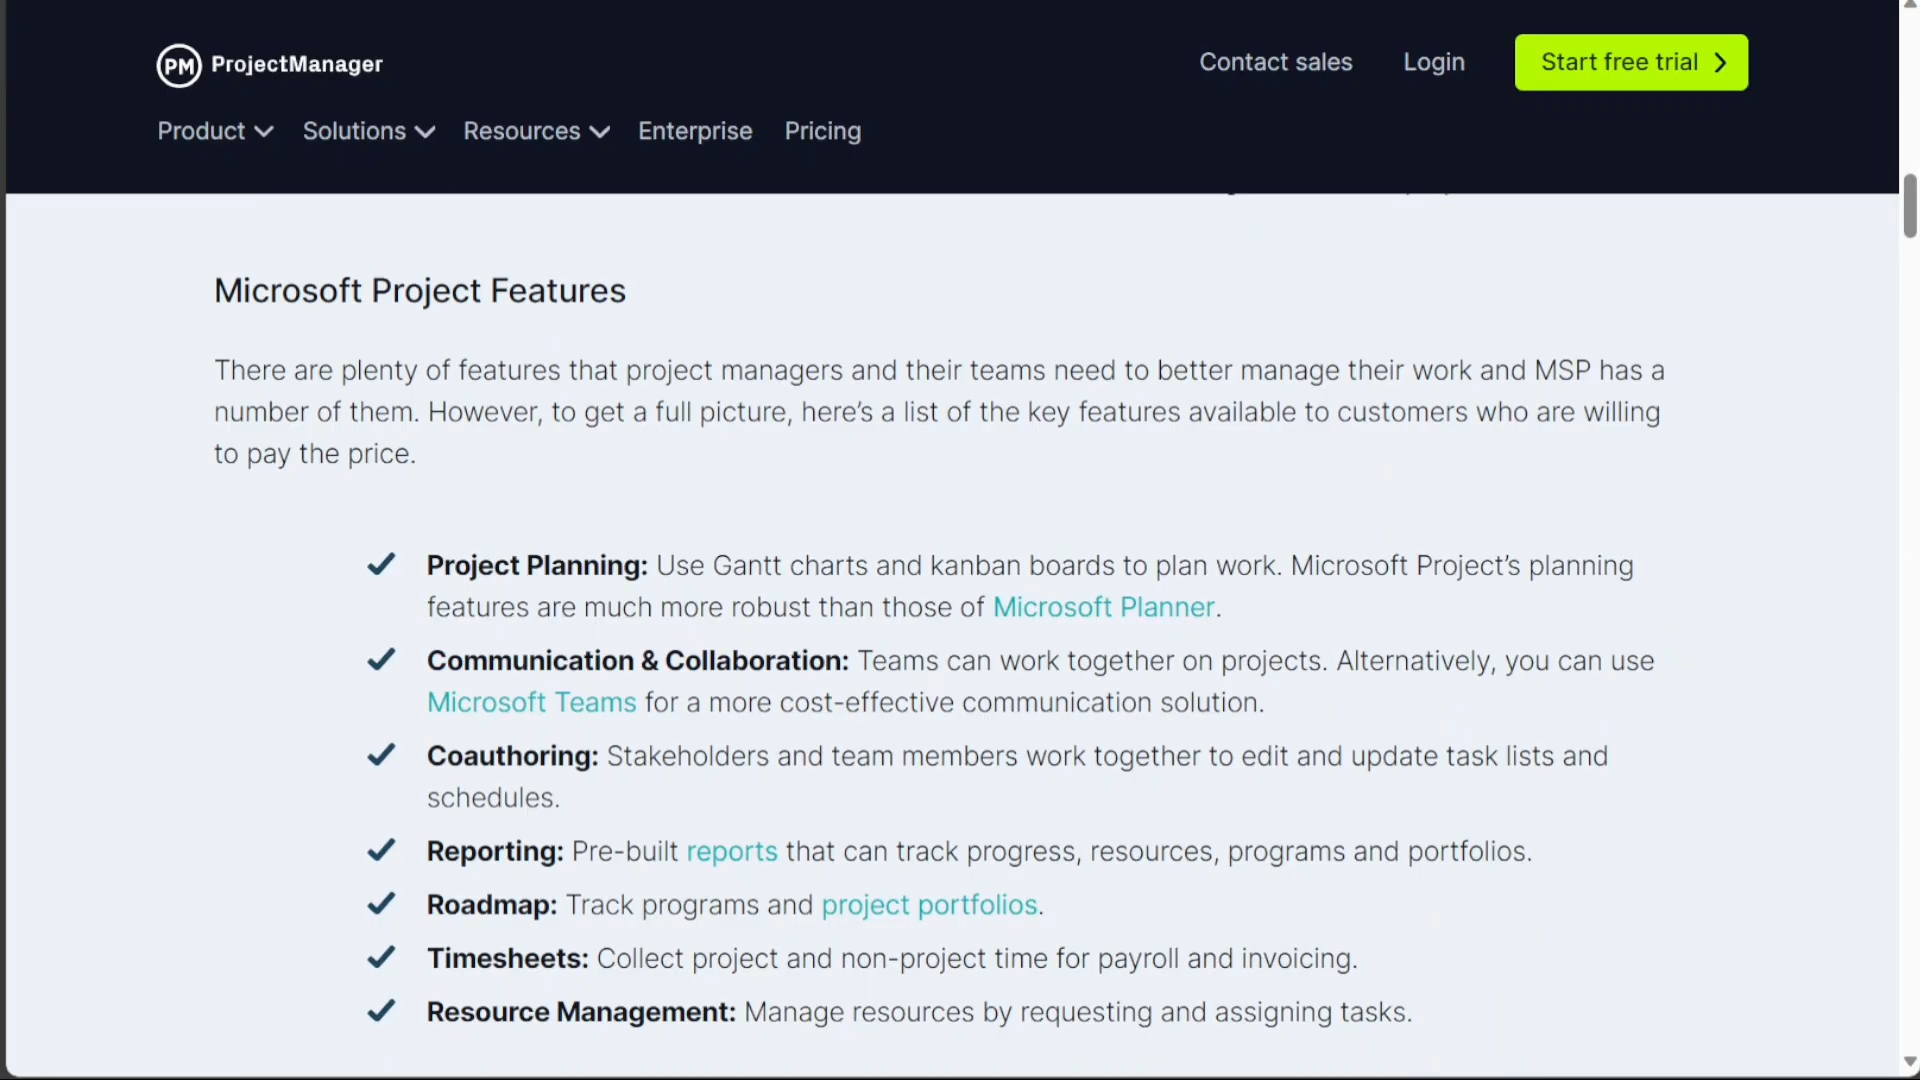 PM ProjectManager
Contact sales
Login
Start free trial
Product
Solutions
Resources
Enterprise
Pricing
Microsoft Project Features
There are plenty of features that project managers and their teams need to better manage their work and MSP has a
number of them. However, to get a full picture, here’s a list of the key features available to customers who are willing
to pay the price.
Project Planning: Use Gantt charts and kanban boards to plan work. Microsoft Project’s planning
features are much more robust than those of Microsoft Planner.
Communication & Collaboration: Teams can work together on projects. Alternatively, you can use
Microsoft Teams for a more cost-effective communication solution.
Coauthoring: Stakeholders and team members work together to edit and update task lists and
schedules.
Reporting: Pre-built reports that can track progress, resources, programs and portfolios.
Roadmap: Track programs and project portfolios.
Timesheets: Collect project and non-project time for payroll and invoicing.
Resource Management: Manage resources by requesting and assigning tasks.